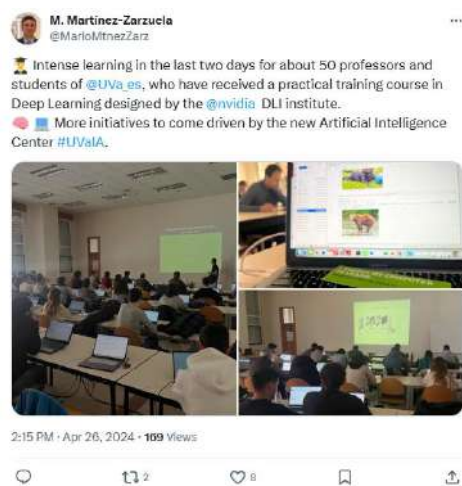 M. Martínez-Zarzuela
@MarioMtnezZarz
Intense learning in the last two days for about 50 professors and
students of @UVa_es, who have received a practical training course in
Deep Learning designed by the @nvidia DLI institute.
More initiatives to come driven by the new Artificial Intelligence
Center #UVaIA.
2:15 PM · Apr 26, 2024 · 169 Views
2
8